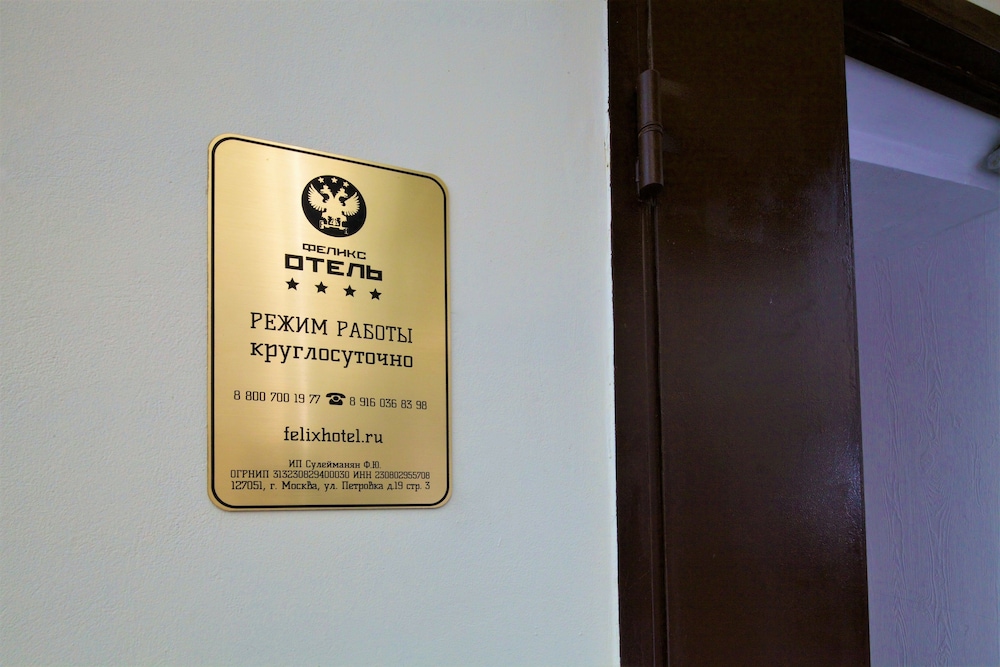 ФЕЛИКС
ОТЕЛЬ
РЕЖИМ РАБОТЫ
круглосуточно
8 800 700 19 77 8 916 036 83 98
felixhotel.ru
ИП Сулейманян Ф.Ю.
ОГРНИП 313230829400030 ИНН 230802955708
127051, г. Москва, ул. Петровка д.19 стр. 3